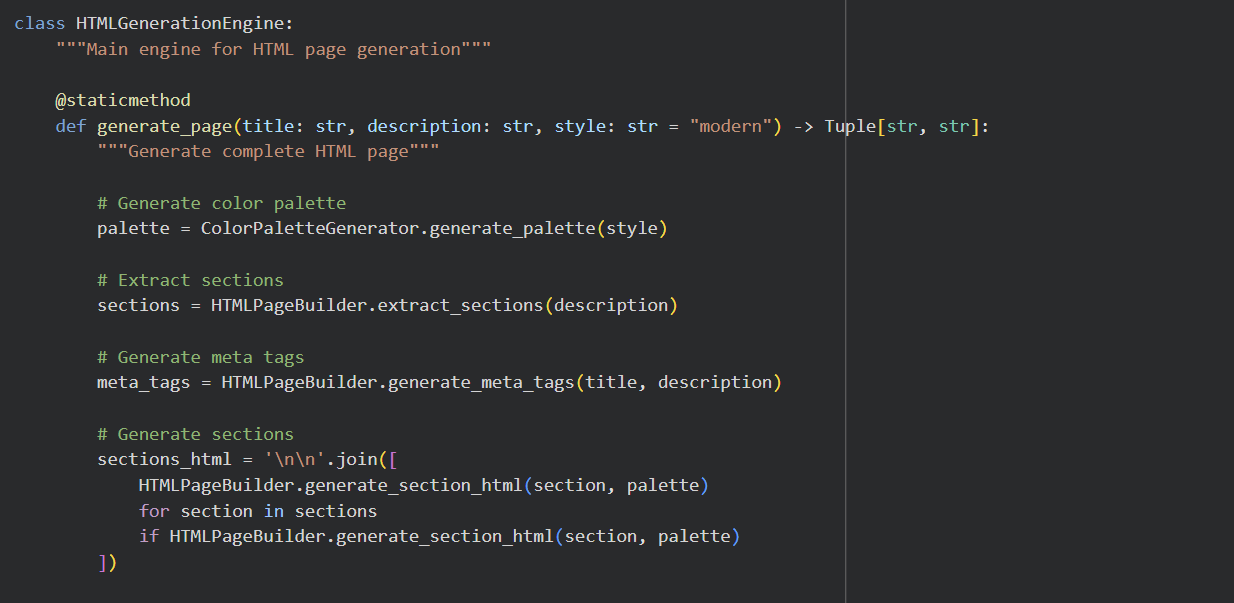 class HTMLGenerationEngine:
    """Main engine for HTML page generation"""
    @staticmethod
    def generate_page(title: str, description: str, style: str = "modern") -> Tuple[str, str]:
        """Generate complete HTML page"""
        # Generate color palette
        palette = ColorPaletteGenerator.generate_palette(style)
        # Extract sections
        sections = HTMLPageBuilder.extract_sections(description)
        # Generate meta tags
        meta_tags = HTMLPageBuilder.generate_meta_tags(title, description)
        # Generate sections
        sections_html = '\n\n'.join([
            HTMLPageBuilder.generate_section_html(section, palette)
            for section in sections
            if HTMLPageBuilder.generate_section_html(section, palette)
        ])